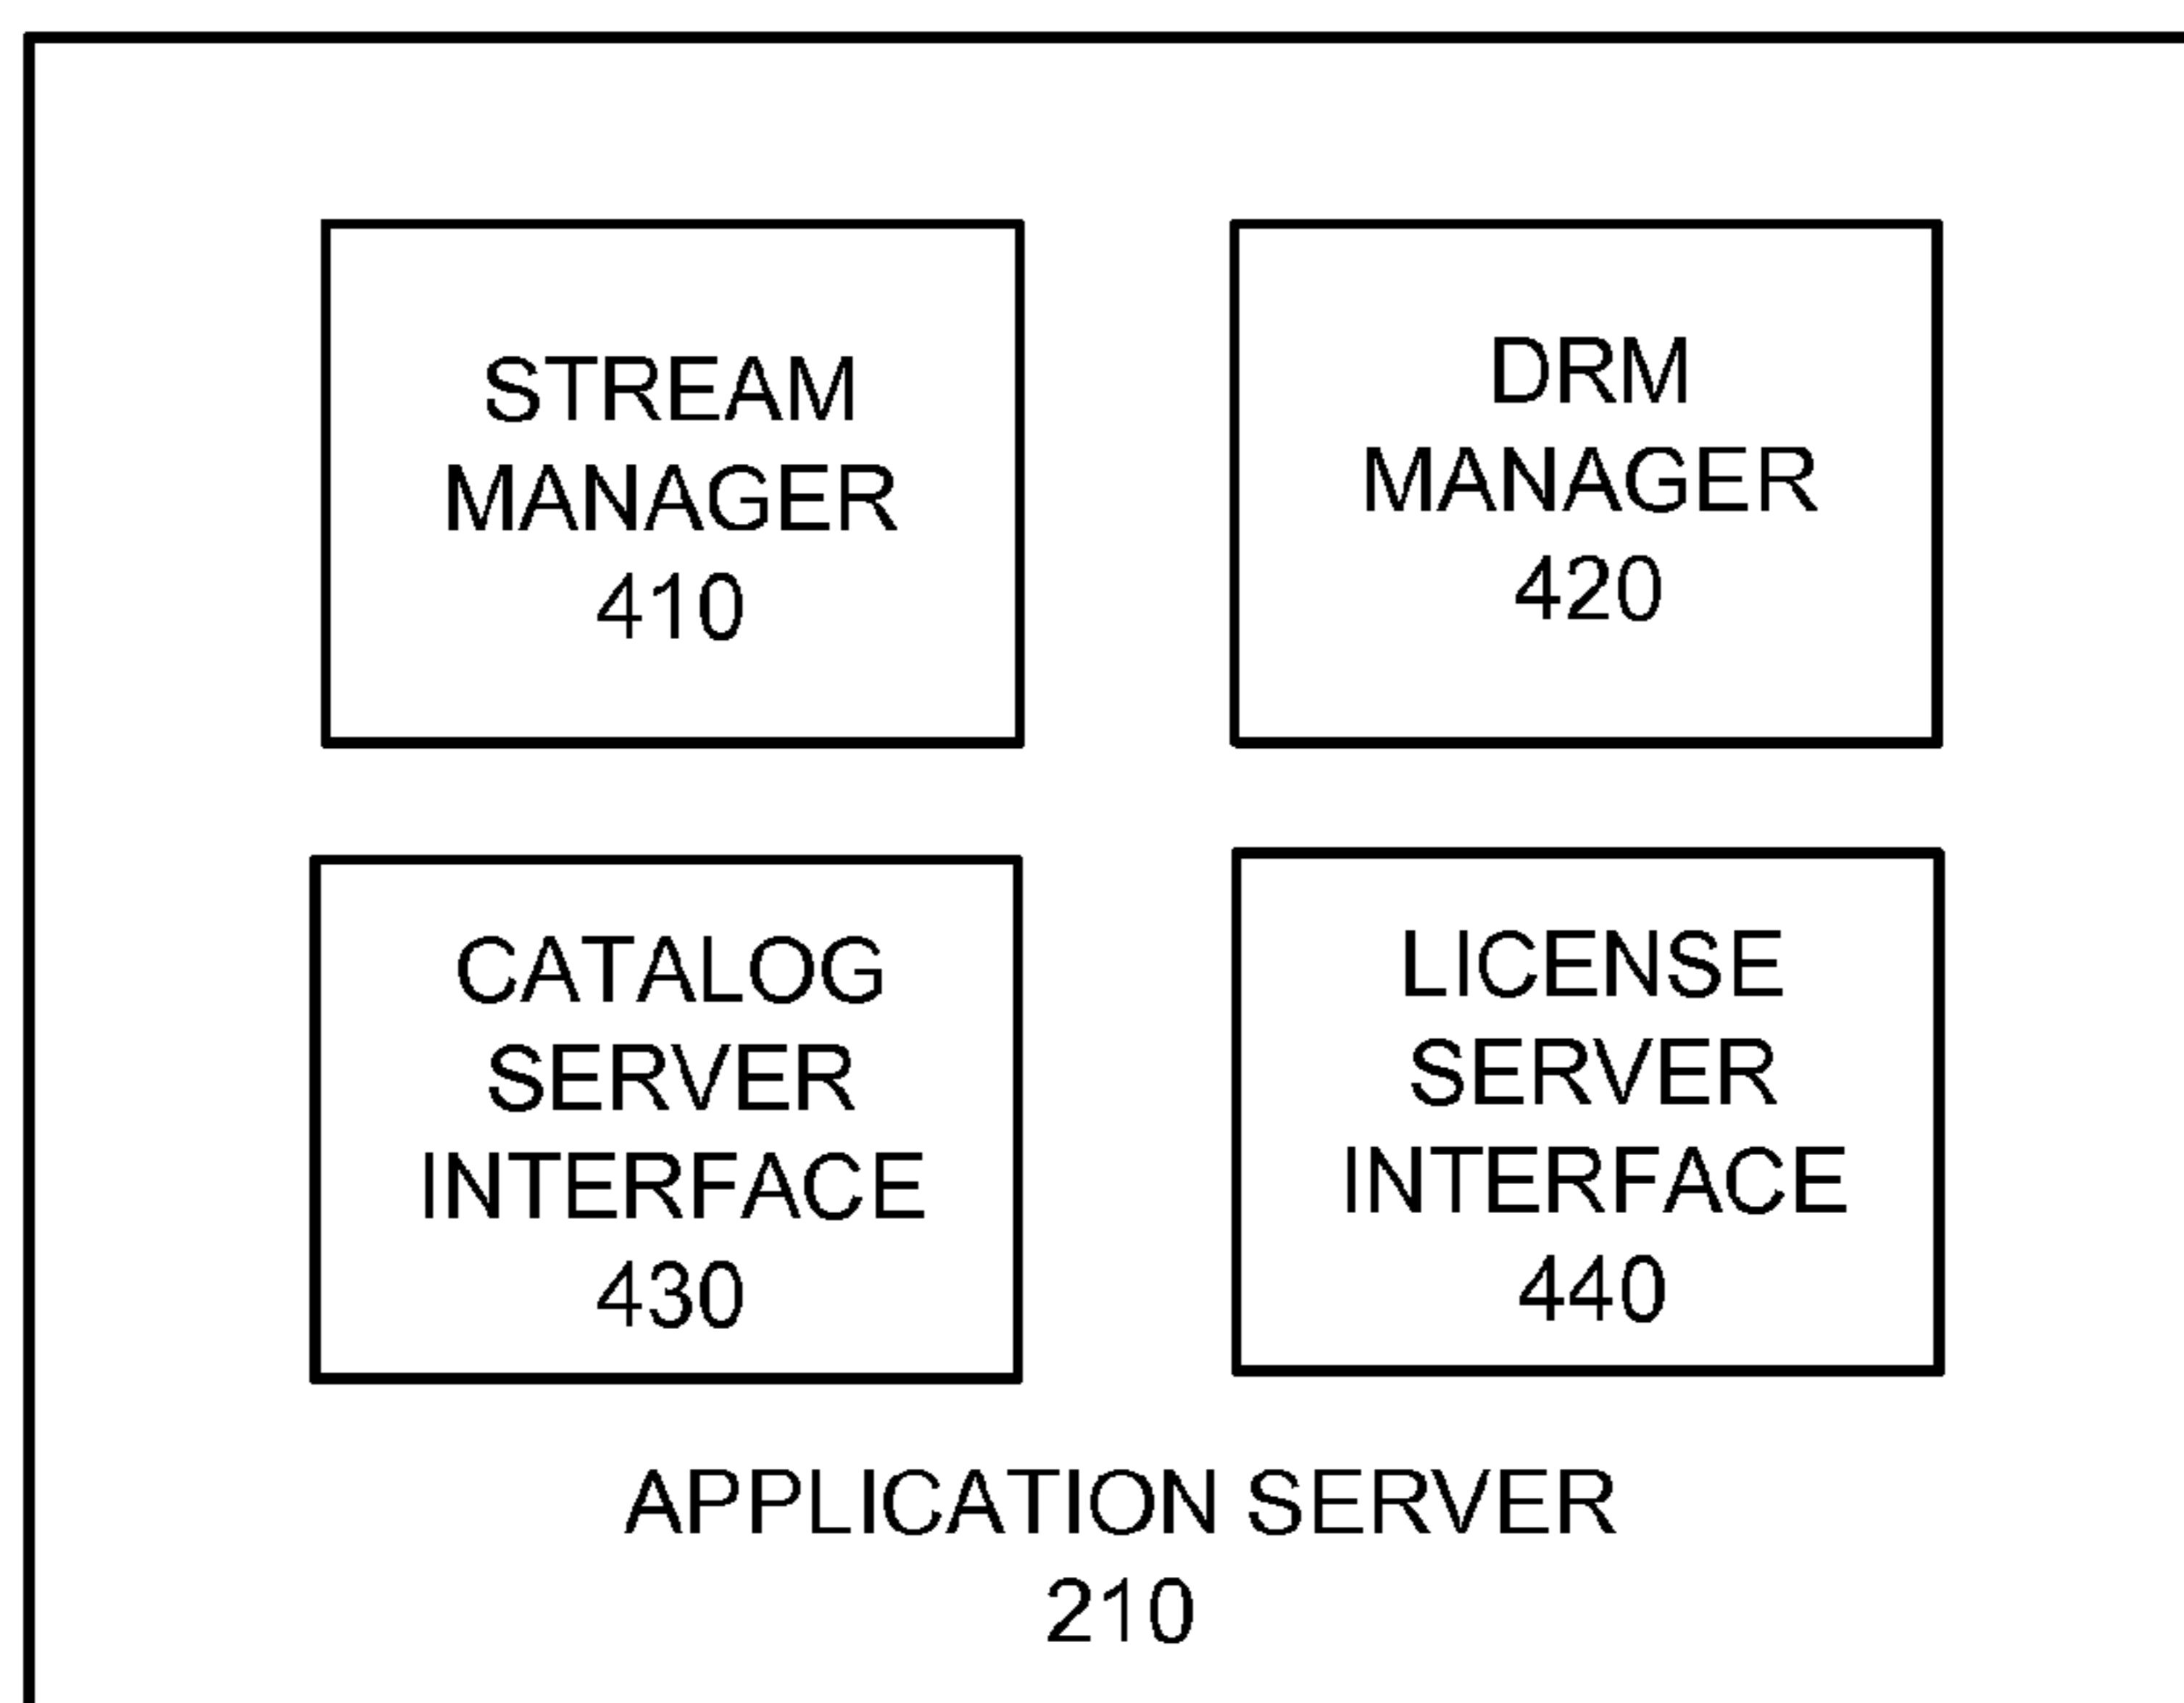 STREAM
MANAGER
410
DRM
MANAGER
420
CATALOG
SERVER
INTERFACE
430
LICENSE
SERVER
INTERFACE
440
APPLICATION SERVER
210